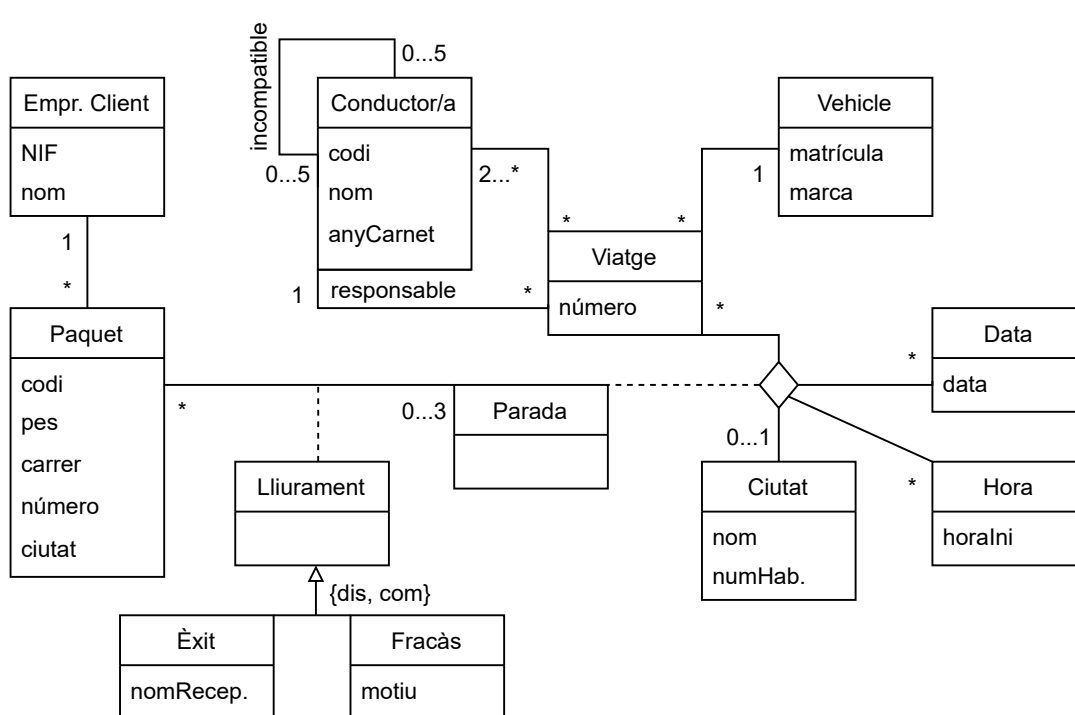 incompatible
0...5
0...5
Empr. Client
NIF
nom
1
*
Conductor/a
codi
nom
anyCarnet
2...*
*
1
responsable
*
Vehicle
matrícula
marca
1
*
Viatge
número
*
Paquet
codi
pes
carrer
número
ciutat
*
0...3
Parada
Data
data
*
0...1
Ciutat
nom
numHab.
*
Hora
horaIni
Lliurament
{dis, com}
Èxit
nomRecep.
Fracàs
motiu